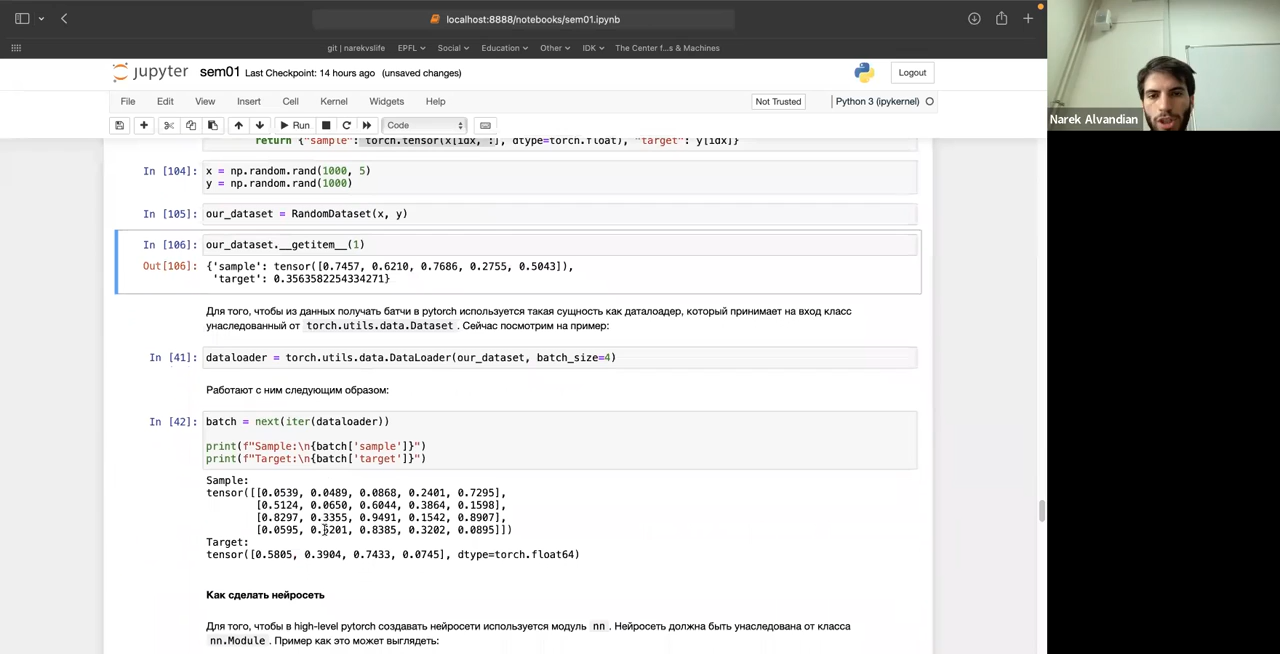 localhost:8888/notebooks/sem01.ipynb
git | narekvslife EPFL Social Education Other IDK The Center f...s & Machines
jupyter sem01 Last Checkpoint: 14 hours ago (unsaved changes) Logout
File Edit View Insert Cell Kernel Widgets Help Not Trusted Python 3 (ipykernel)
Run Code
return {"sample": torch.tensor(x[idx, :], dtype=torch.float), "target": y[idx]}
In [104]: x = np.random.rand(1000, 5)
y = np.random.rand(1000)
In [105]: our_dataset = RandomDataset(x, y)
In [106]: our_dataset.__getitem__(1)
Out[106]: {'sample': tensor([0.7457, 0.6210, 0.7686, 0.2755, 0.5043]),
'target': 0.3563582254334271}
Для того, чтобы из данных получать батчи в pytorch используется такая сущность как даталоадер, который принимает на вход класс
унаследованный от torch.utils.data.Dataset . Сейчас посмотрим на пример:
In [41]: dataloader = torch.utils.data.DataLoader(our_dataset, batch_size=4)
Работают с ним следующим образом:
In [42]: batch = next(iter(dataloader))
print(f"Sample:\n{batch['sample']}")
print(f"Target:\n{batch['target']}")
Sample:
tensor([[0.0539, 0.0489, 0.0868, 0.2401, 0.7295],
[0.5124, 0.0650, 0.6044, 0.3864, 0.1598],
[0.8297, 0.3355, 0.9491, 0.1542, 0.8907],
[0.0595, 0.8385, 0.3202, 0.0895]])
Target:
tensor([0.5805, 0.3904, 0.7433, 0.0745], dtype=torch.float64)
Как сделать нейросеть
Для того, чтобы в high-level pytorch создавать нейросети используется модуль nn . Нейросеть должна быть унаследована от класса
nn.Module . Пример как это может выглядеть:
Narek Alvandian